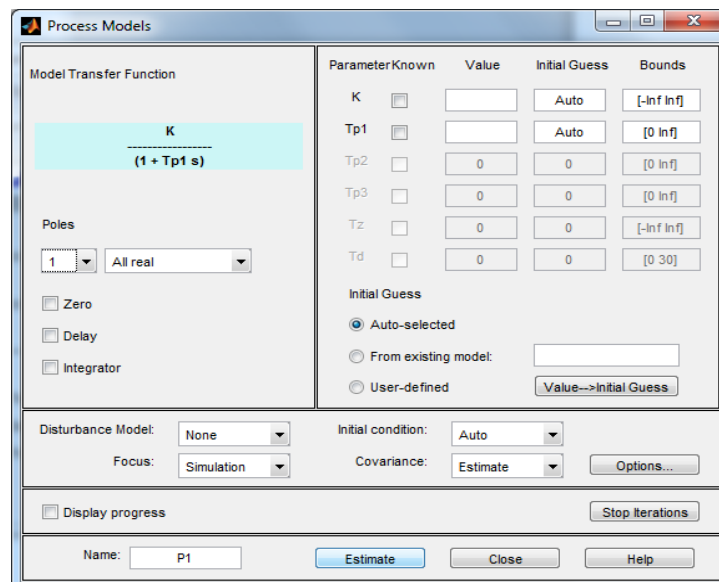 Process Models
Model Transfer Function
K
-----------------
(1 + Tp1 s)
Poles
1 All real
Zero
Delay
Integrator
Parameter Known Value Initial Guess Bounds
K Auto [-Inf Inf]
Tp1 Auto [0 Inf]
Tp2 0 0 [0 Inf]
Tp3 0 0 [0 Inf]
Tz 0 0 [-Inf Inf]
Td 0 0 [0 30]
Initial Guess
Auto-selected
From existing model:
User-defined Value-->Initial Guess
Disturbance Model: None Initial condition: Auto
Focus: Simulation Covariance: Estimate Options...
Display progress Stop Iterations
Name: P1 Estimate Close Help